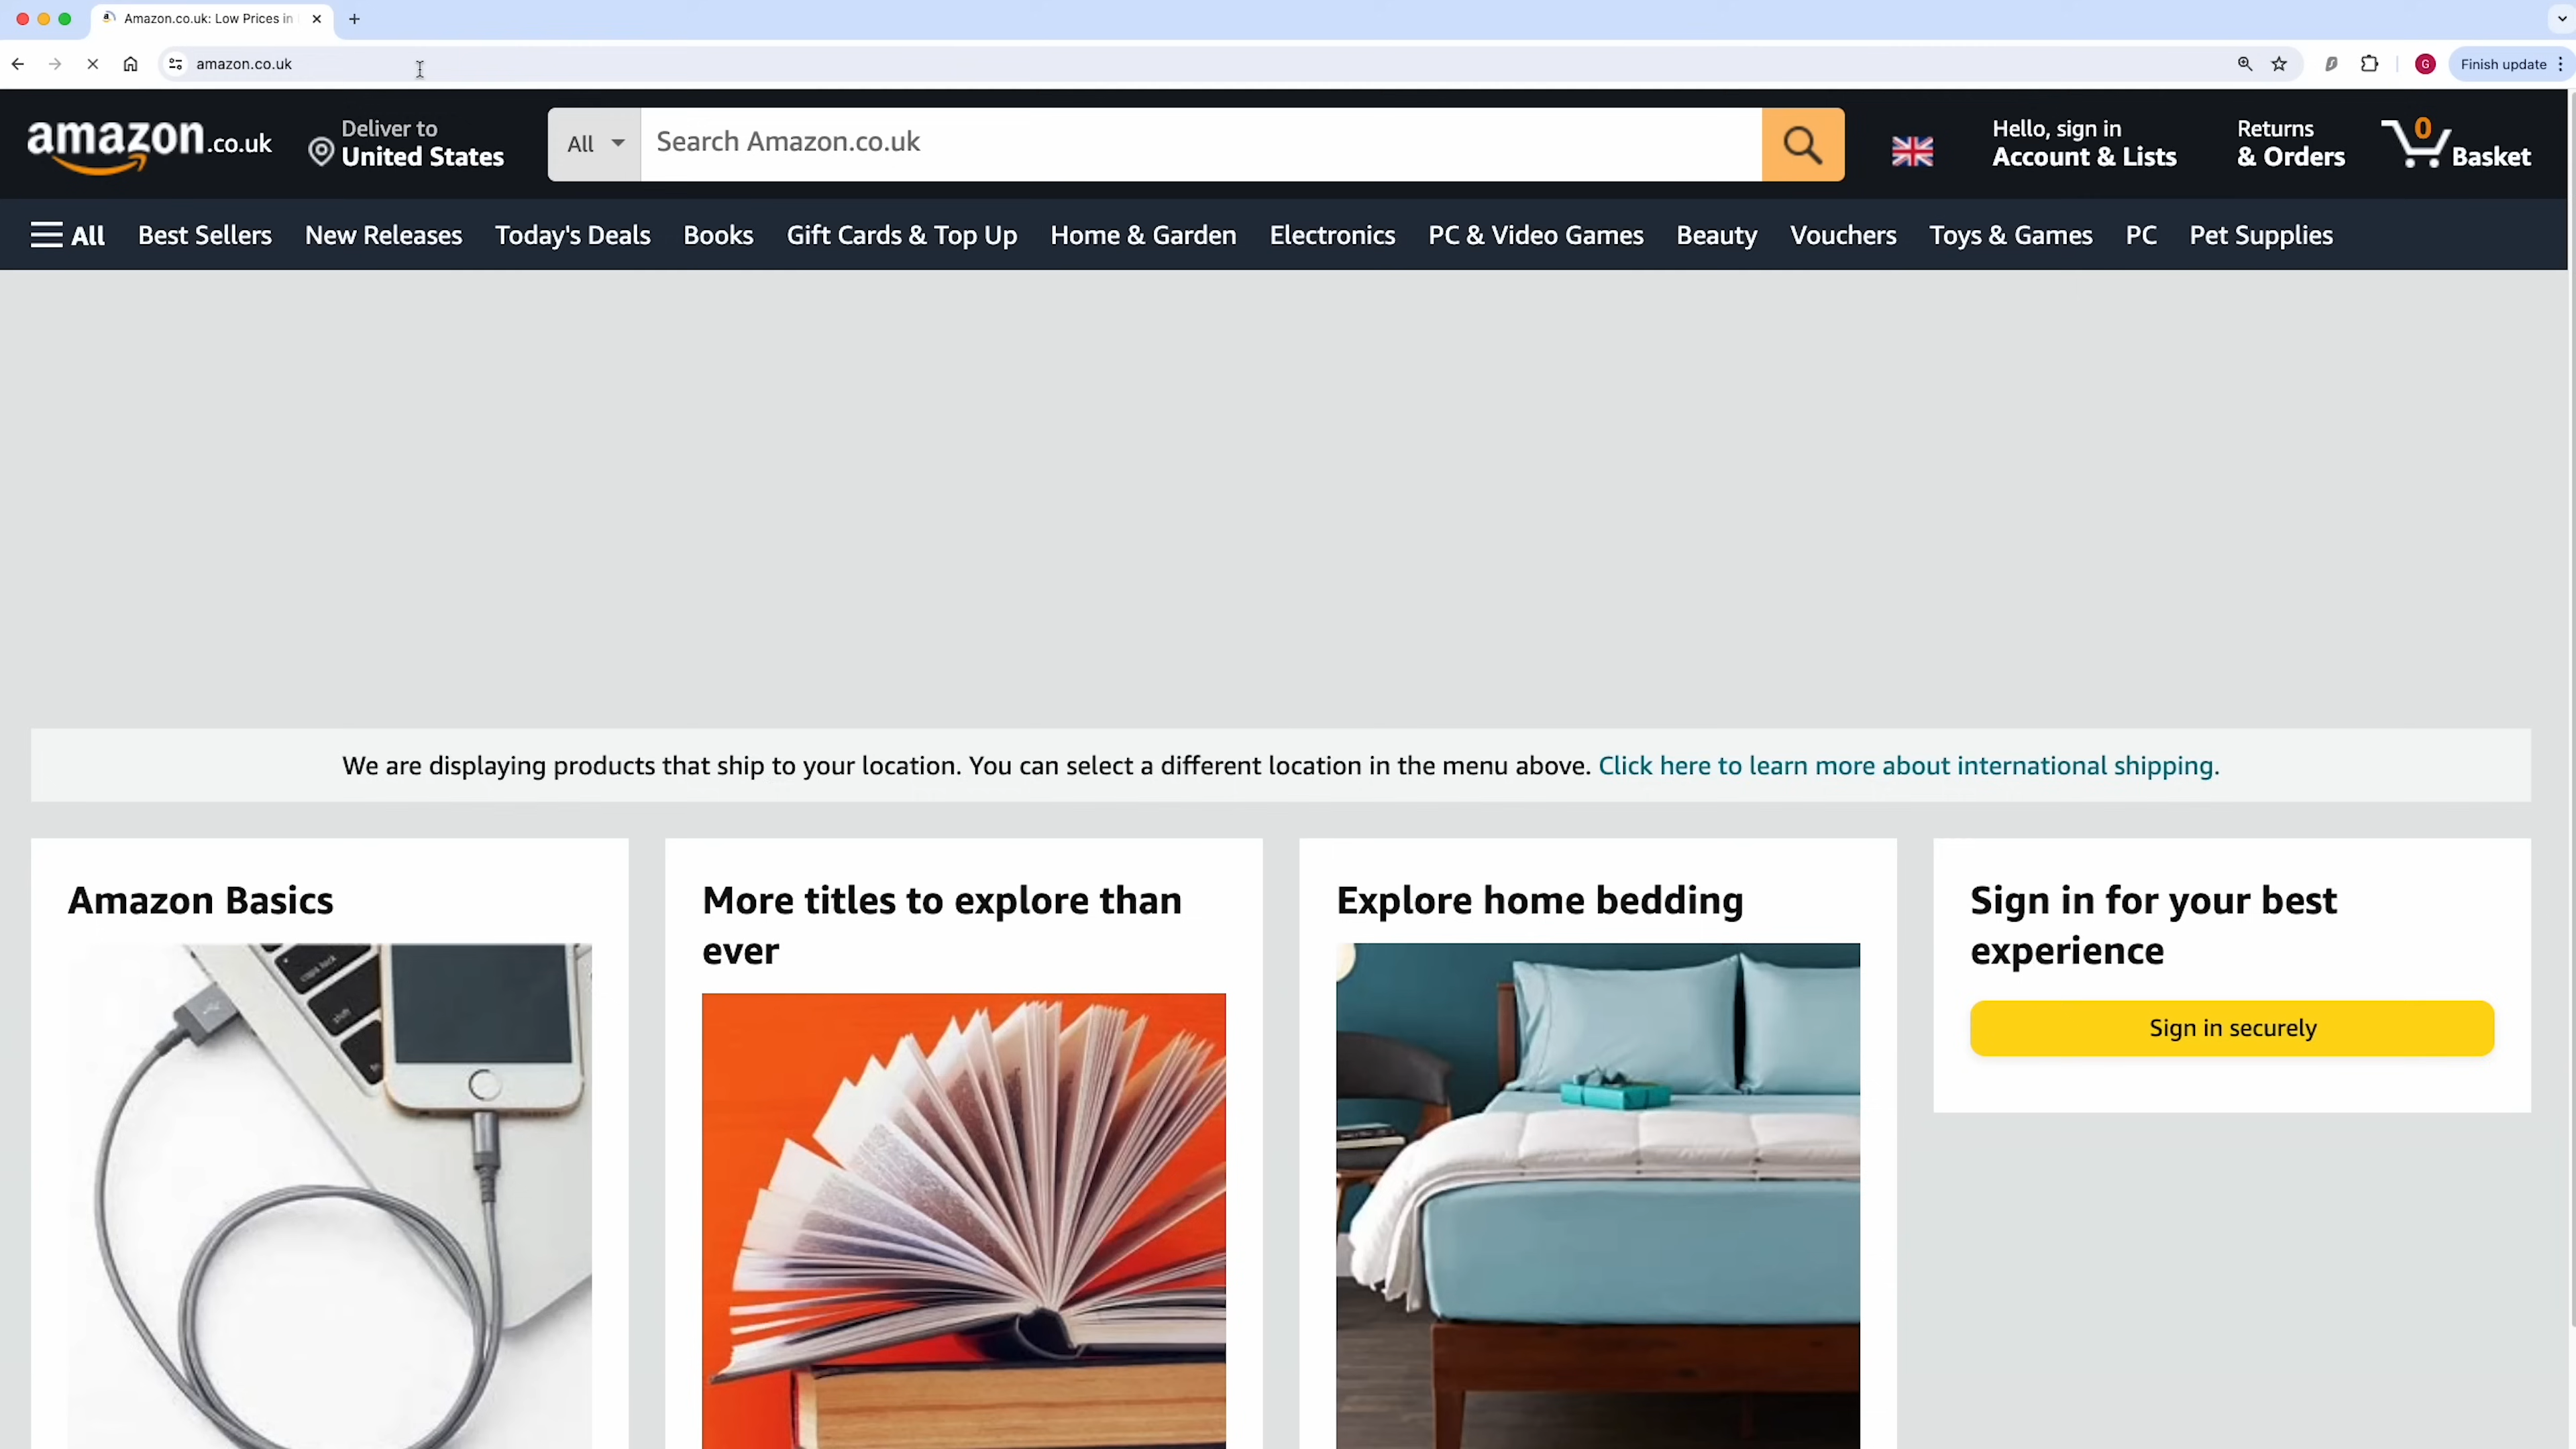 Amazon.co.uk: Low Prices in
amazon.co.uk
Finish update
amazon.co.uk
Deliver to
United States
All
Search Amazon.co.uk
Hello, sign in
Account & Lists
Returns
& Orders
0
Basket
All
Best Sellers
New Releases
Today's Deals
Books
Gift Cards & Top Up
Home & Garden
Electronics
PC & Video Games
Beauty
Vouchers
Toys & Games
PC
Pet Supplies
We are displaying products that ship to your location. You can select a different location in the menu above. Click here to learn more about international shipping.
Amazon Basics
caps lock
shift
More titles to explore than
ever
Explore home bedding
Sign in for your best
experience
Sign in securely
G